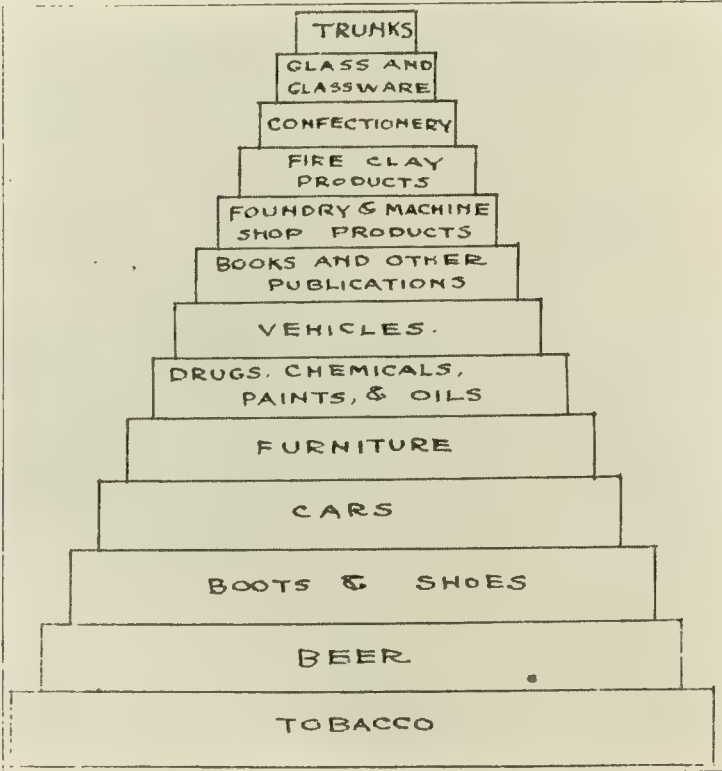 TRUNKS
GLASS AND
GLASSWARE
CONFECTIONERY
FIRE CLAY
PRODUCTS
FOUNDRY & MACHINE
SHOP PRODUCTS
BOOKS AND OTHER
PUBLICATIONS
VEHICLES.
DRUGS, CHEMICALS,
PAINTS, & OILS
FURNITURE
CARS
BOOTS & SHOES
BEER
TOBACCO